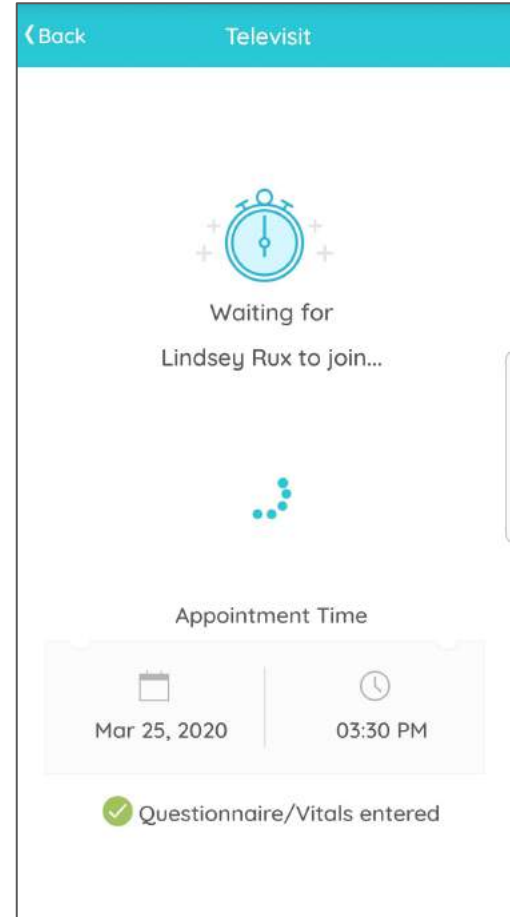 Back
Televisit
Waiting for
Lindsey Rux to join...
Appointment Time
Mar 25, 2020
03:30 PM
Questionnaire/Vitals entered